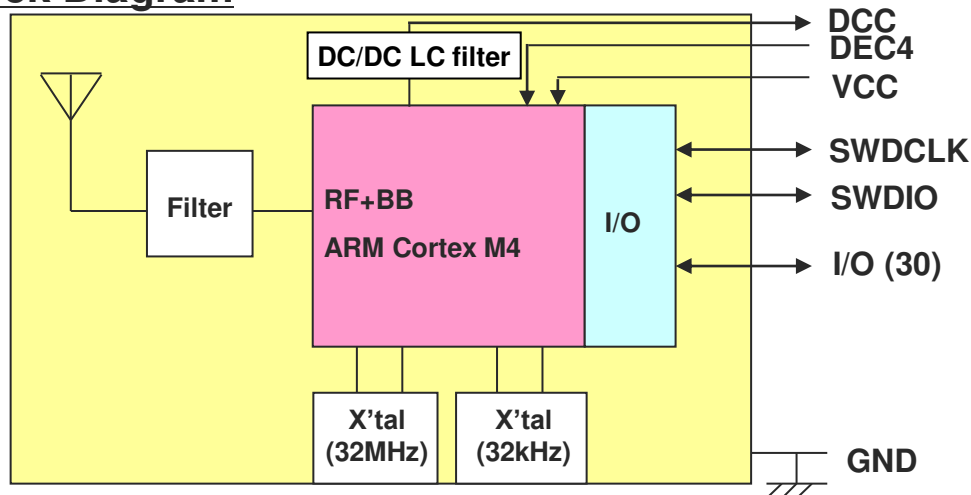 Diagram
DCC
DEC4
VCC
DC/DC LC filter
SWDCLK
SWDIO
I/O (30)
Filter
RF+BB
ARM Cortex M4
I/O
X'tal
(32MHz)
X'tal
(32kHz)
GND